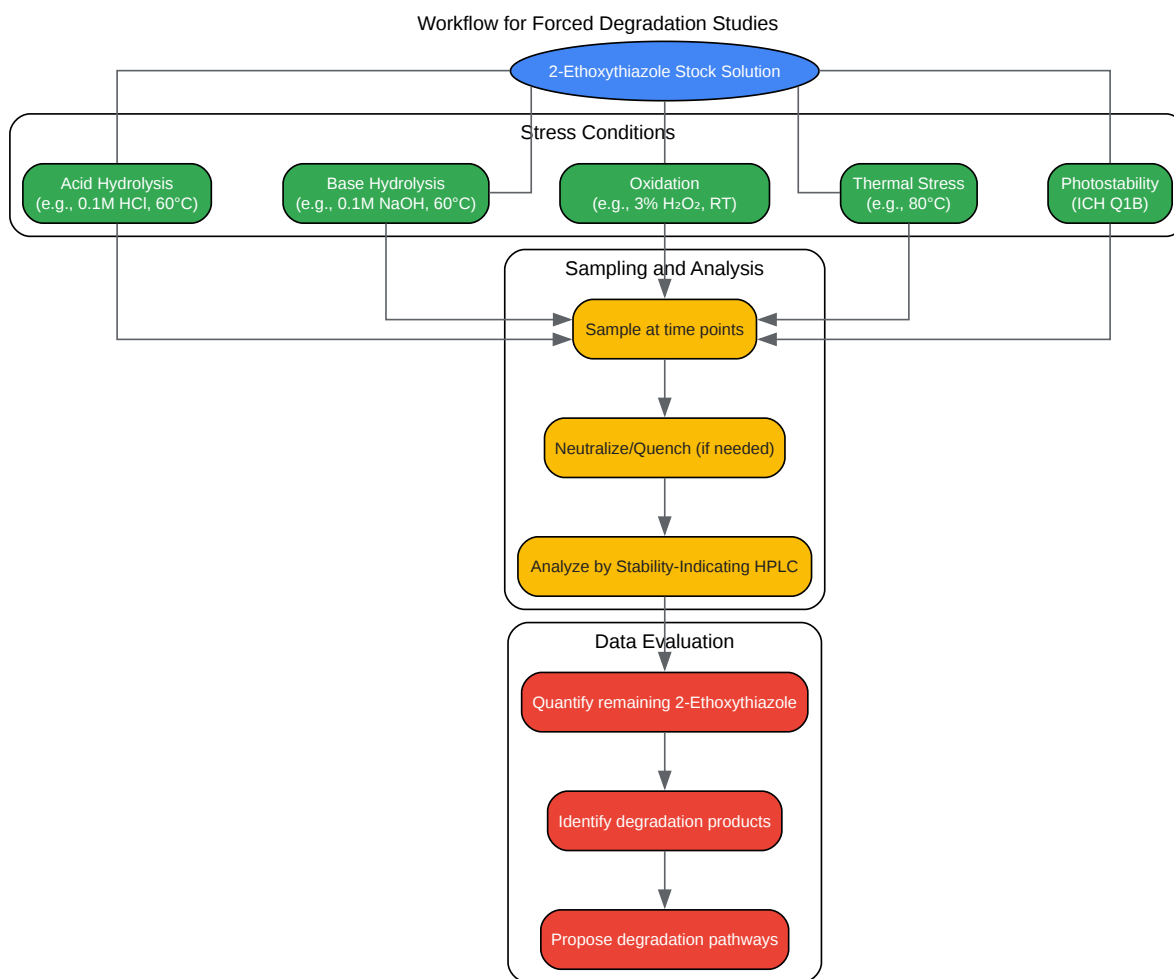 Workflow for Forced Degradation Studies
2-Ethoxythiazole Stock Solution
Stress Conditions
Acid Hydrolysis
(e.g., 0.1M HCl, 60°C)
Base Hydrolysis
(e.g., 0.1M NaOH, 60°C)
Oxidation
(e.g., 3% H₂O₂, RT)
Thermal Stress
(e.g., 80°C)
Photostability
(ICH Q1B)
Sampling and Analysis
Sample at time points
Neutralize/Quench (if needed)
Analyze by Stability-Indicating HPLC
Data Evaluation
Quantify remaining 2-Ethoxythiazole
Identify degradation products
Propose degradation pathways